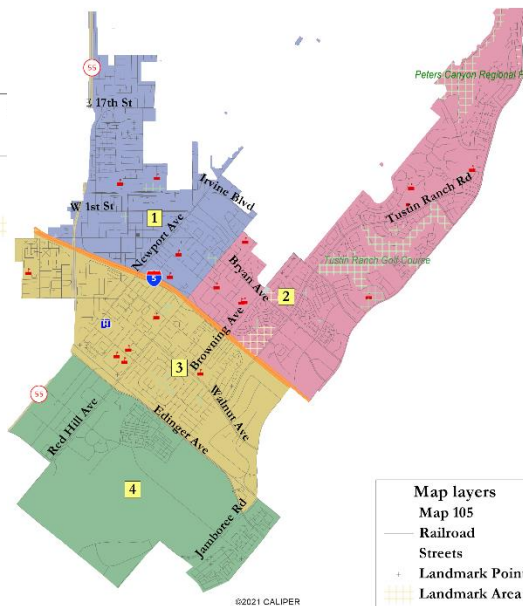 55
Peters Canyon Regional P
E 17th St
Irvine Blvd
Tustin Ranch Rd
W 1st St
1
Newport Ave
Tustin Ranch Golf Course
5
Bryan Ave
2
Browning Ave
3
Walnut Ave
55
Red Hill Ave
Edinger Ave
4
Jamboree Rd
Map layers
Map 105
Railroad
Streets
Landmark Point
Landmark Area
©2021 CALIPER